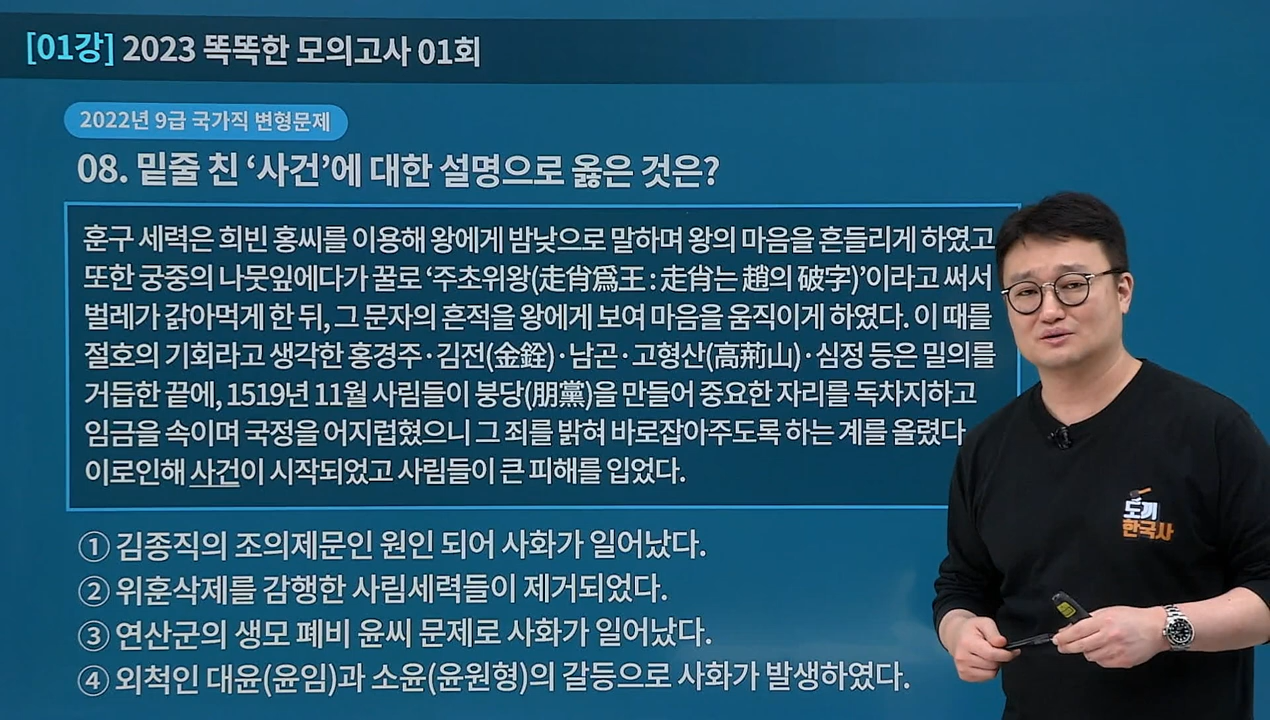 [01강] 2023 똑똑한 모의고사 01회
2022년 9급 국가직 변형문제
08. 밑줄 친 ‘사건’에 대한 설명으로 옳은 것은?
훈구 세력은 희빈 홍씨를 이용해 왕에게 밤낮으로 말하며 왕의 마음을 흔들리게 하였고
또한 궁중의 나뭇잎에다가 꿀로 ‘주초위왕(走肖爲王 : 走肖는 趙의 破字)’이라고 써서
벌레가 갉아먹게 한 뒤, 그 문자의 흔적을 왕에게 보여 마음을 움직이게 하였다. 이 때를
절호의 기회라고 생각한 홍경주·김전(金銓)·남곤·고형산(高荊山)·심정 등은 밀의를
거듭한 끝에, 1519년 11월 사림들이 붕당(朋黨)을 만들어 중요한 자리를 독차지하고
임금을 속이며 국정을 어지럽혔으니 그 죄를 밝혀 바로잡아주도록 하는 계를 올렸다
이로인해 사건이 시작되었고 사림들이 큰 피해를 입었다.
① 김종직의 조의제문인 원인 되어 사화가 일어났다.
② 위훈삭제를 감행한 사림세력들이 제거되었다.
③ 연산군의 생모 폐비 윤씨 문제로 사화가 일어났다.
④ 외척인 대윤(윤임)과 소윤(윤원형)의 갈등으로 사화가 발생하였다.
도끼
한국사